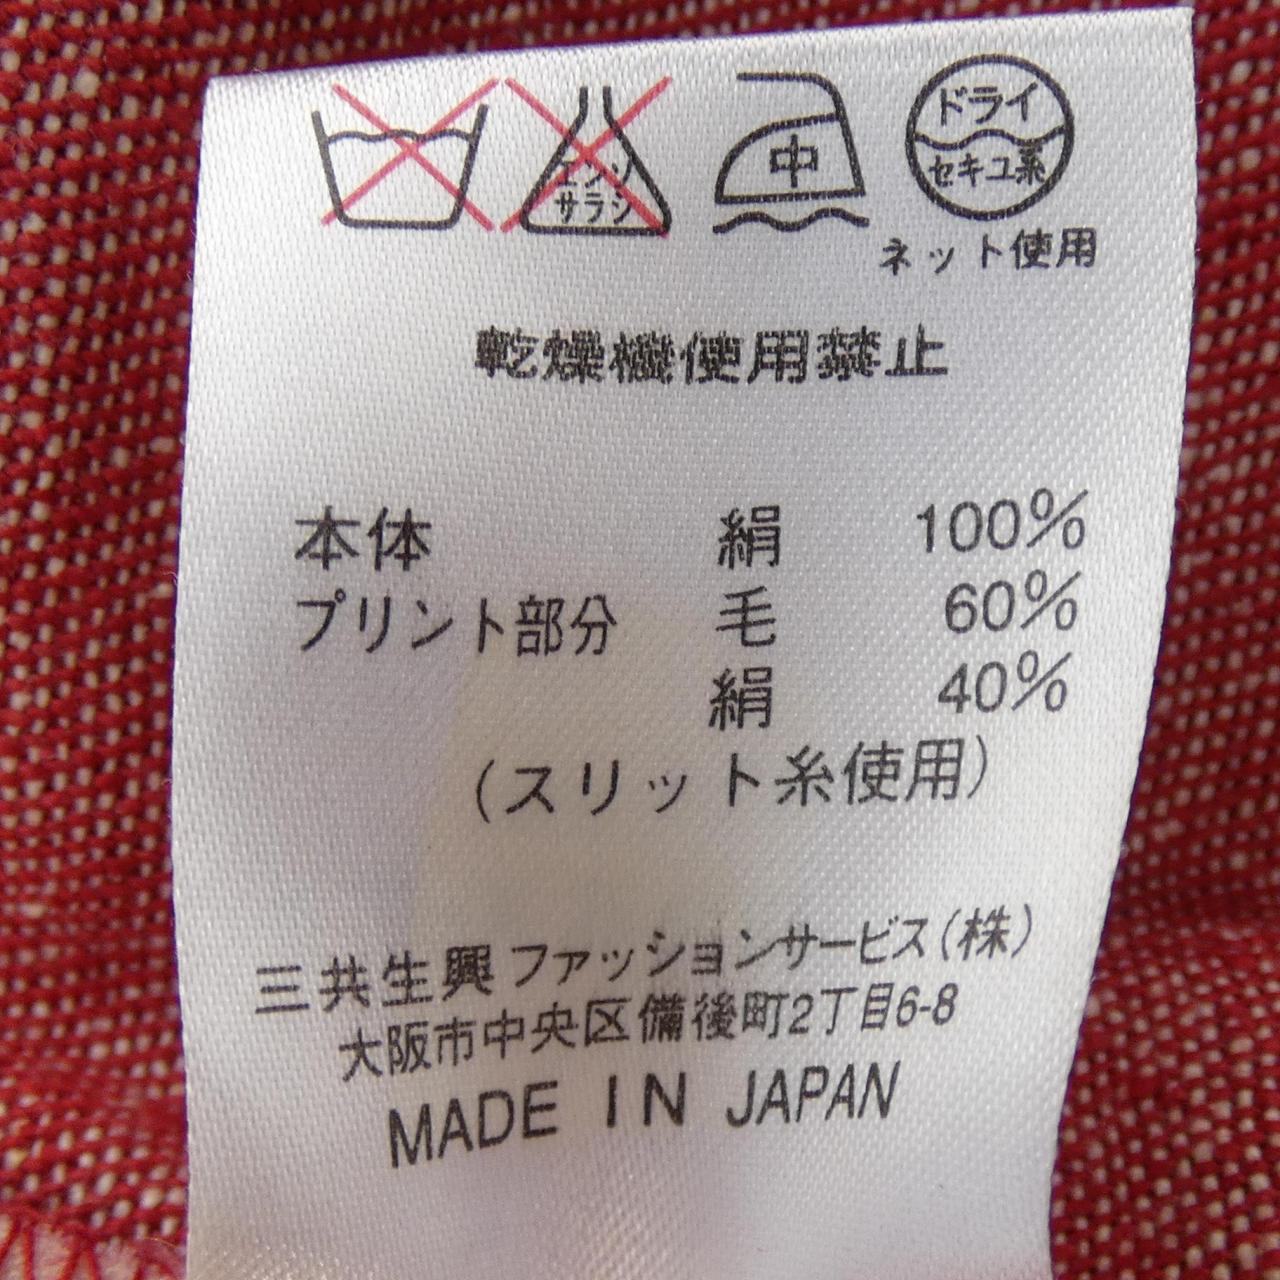 エンソ
サラシ
中
ドライ
セキユ系
ネット使用
乾燥機使用禁止
本体 絹 100%
プリント部分 毛 60%
絹 40%
(スリット糸使用)
三共生興ファッションサービス(株)
大阪市中央区備後町2丁目6-8
MADE IN JAPAN